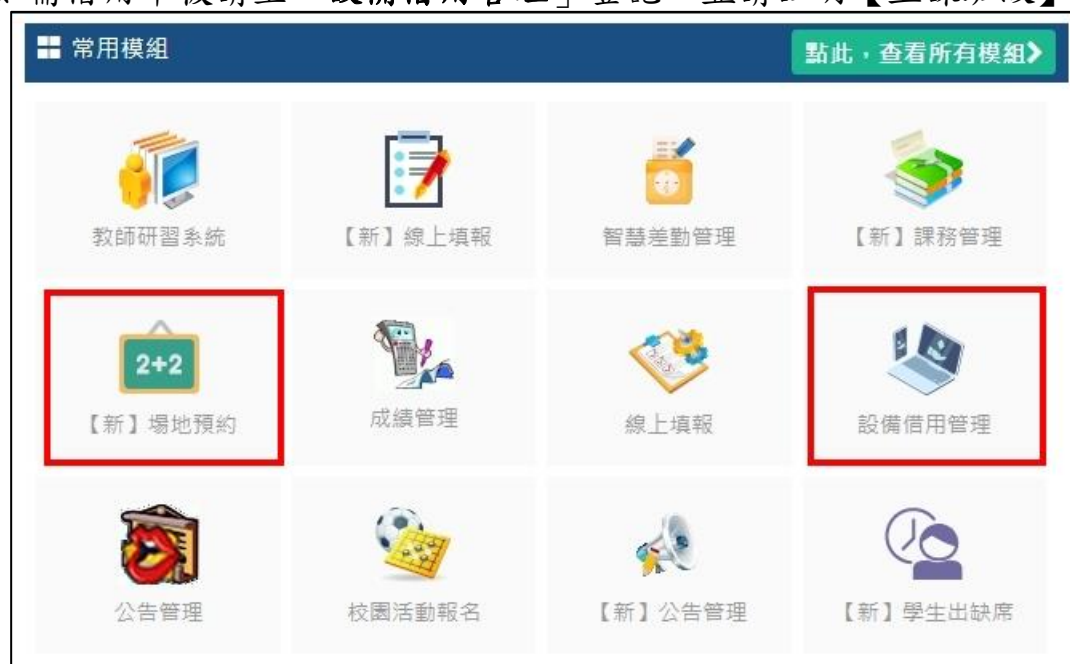 常用模組
點此,查看所有模組
教師研習系統
【新】線上填報
智慧差勤管理
【新】課務管理
2+2
【新】場地預約
成績管理
線上填報
設備借用管理
公告管理
校園活動報名
【新】公告管理
【新】學生出缺席